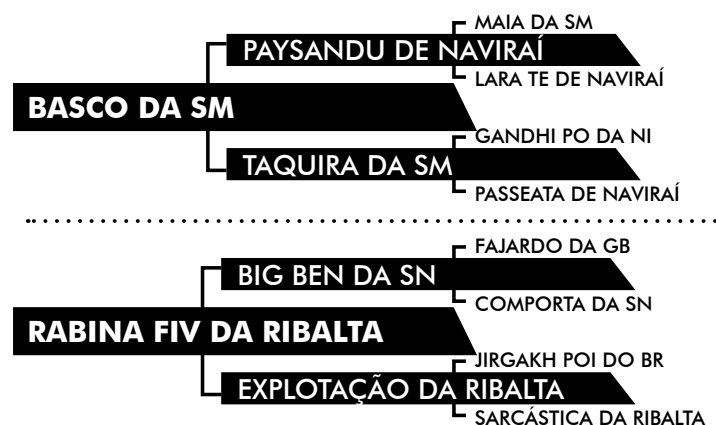 MAIA DA SM
PAYSANDU DE NAVIRAÍ
LARA TE DE NAVIRAÍ
BASCO DA SM
GANDHI PO DA NI
TAQUIRA DA SM
PASSEATA DE NAVIRAÍ
FAJARDO DA GB
BIG BEN DA SN
COMPORTA DA SN
RABINA FIV DA RIBALTA
JIRGAKH POI DO BR
EXPLOTAÇÃO DA RIBALTA
SARCÁSTICA DA RIBALTA